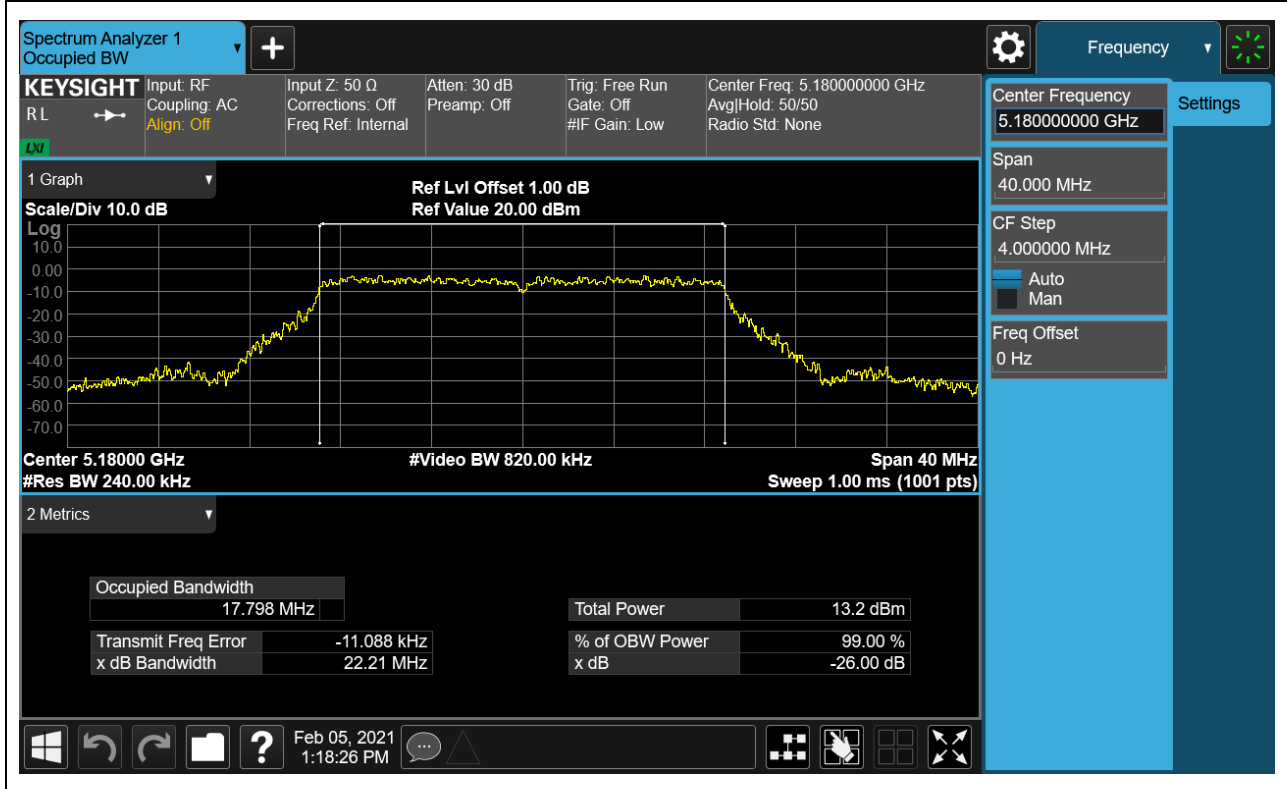 Spectrum Analyzer 1
Occupied BW
Frequency
KEYSIGHT
R L
LXI
Input: RF
Coupling: AC
Align: Off
Input Z: 50 Ω
Corrections: Off
Freq Ref: Internal
Atten: 30 dB
Preamp: Off
Trig: Free Run
Gate: Off
#IF Gain: Low
Center Freq: 5.180000000 GHz
Avg|Hold: 50/50
Radio Std: None
Center Frequency
5.180000000 GHz
Settings
Span
40.000 MHz
CF Step
4.000000 MHz
Auto
Man
Freq Offset
0 Hz
1 Graph
Scale/Div 10.0 dB
Ref Lvl Offset 1.00 dB
Ref Value 20.00 dBm
Log
10.0
0.00
-10.0
-20.0
-30.0
-40.0
-50.0
-60.0
-70.0
Center 5.18000 GHz
#Video BW 820.00 kHz
Span 40 MHz
#Res BW 240.00 kHz
Sweep 1.00 ms (1001 pts)
2 Metrics
Occupied Bandwidth
17.798 MHz
Total Power 13.2 dBm
Transmit Freq Error -11.088 kHz
% of OBW Power 99.00 %
x dB Bandwidth 22.21 MHz
x dB -26.00 dB
?
Feb 05, 2021
1:18:26 PM